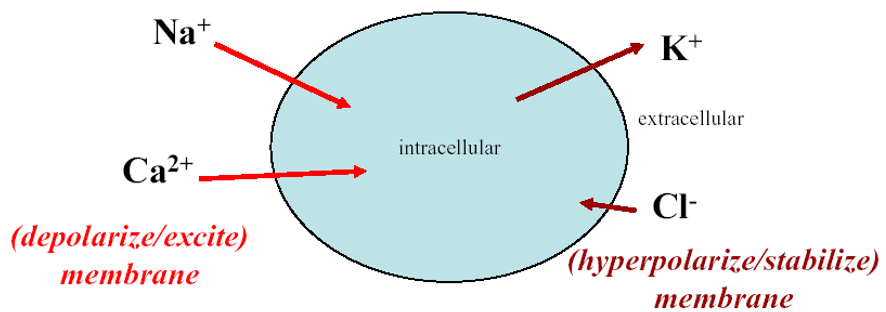 Na⁺
K⁺
extracellular
intracellular
Ca²⁺
Cl⁻
(depolarize/excite)
membrane
(hyperpolarize/stabilize)
membrane